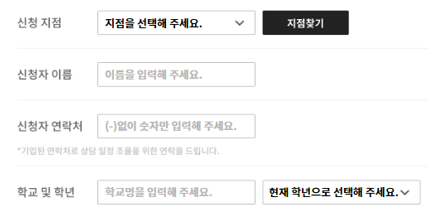 신청 지점 지점을 선택해 주세요. 지점찾기
신청자 이름 이름을 입력해 주세요.
신청자 연락처 (-)없이 숫자만 입력해 주세요.
*기입된 연락처로 상담 일정 조율을 위한 연락을 드립니다.
학교 및 학년 학교명을 입력해 주세요. 현재 학년으로 선택해 주세요.